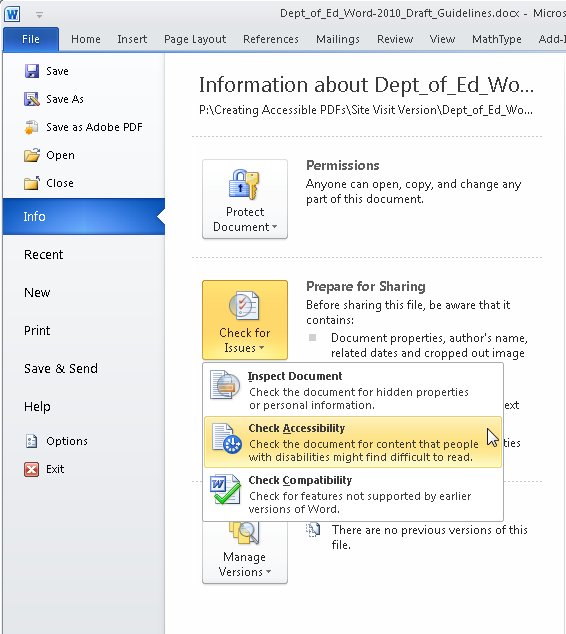 Dept_of_Ed_Word-2010_Draft_Guidelines.docx - Micros
File Home Insert Page Layout References Mailings Review View MathType Add-I
Save
Save As
Save as Adobe PDF
Open
Close
Info
Recent
New
Print
Save & Send
Help
Options
Exit
Information about Dept_of_Ed_Wo...
P:\Creating Accessible PDFs\Site Visit Version\Dept_of_Ed_Wo...
Protect
Document
Permissions
Anyone can open, copy, and change any
part of this document.
Check for
Issues
Prepare for Sharing
Before sharing this file, be aware that it
contains:
Document properties, author's name,
related dates and cropped out image
Inspect Document
Check the document for hidden properties
or personal information.
ext
Check Accessibility
Check the document for content that people
with disabilities might find difficult to read.
ties
Check Compatibility
Check for features not supported by earlier
versions of Word.
Manage
Versions
There are no previous versions of this
file.